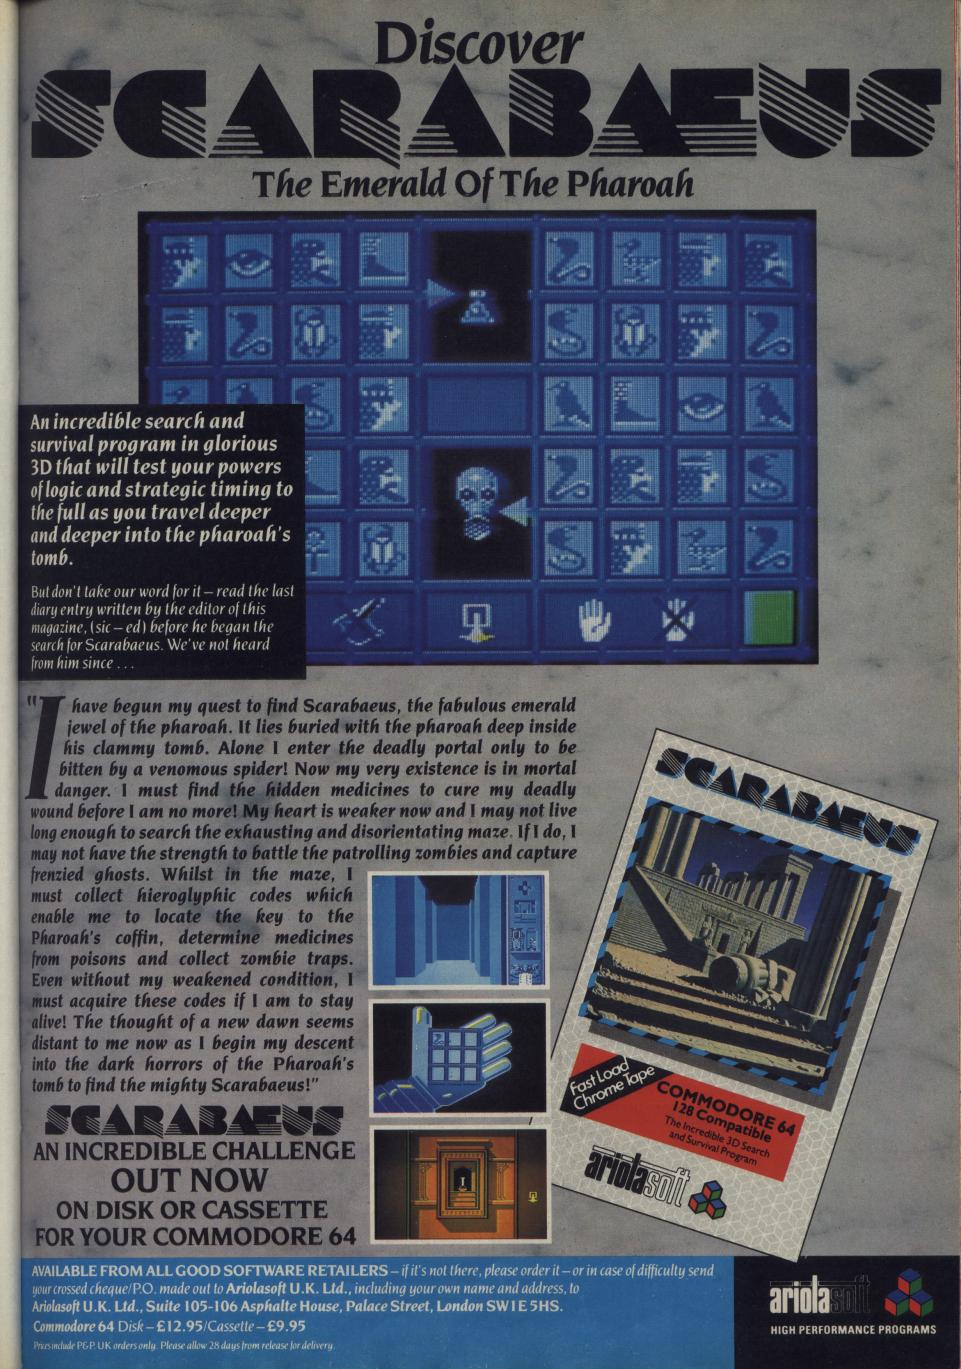 Discover
SCARABAEUS
The Emerald Of The Pharoah
An incredible search and
survival program in glorious
3D that will test your powers
of logic and strategic timing to
the full as you travel deeper
and deeper into the pharoah's
tomb.
But don't take our word for it – read the last
diary entry written by the editor of this
magazine, (sic – ed) before he began the
search for Scarabaeus. We've not heard
from him since . . .
"I have begun my quest to find Scarabaeus, the fabulous emerald
jewel of the pharoah. It lies buried with the pharoah deep inside
his clammy tomb. Alone I enter the deadly portal only to be
bitten by a venomous spider! Now my very existence is in mortal
danger. I must find the hidden medicines to cure my deadly
wound before I am no more! My heart is weaker now and I may not live
long enough to search the exhausting and disorientating maze. If I do, I
may not have the strength to battle the patrolling zombies and capture
frenzied ghosts. Whilst in the maze, I
must collect hieroglyphic codes which
enable me to locate the key to the
Pharoah's coffin, determine medicines
from poisons and collect zombie traps.
Even without my weakened condition, I
must acquire these codes if I am to stay
alive! The thought of a new dawn seems
distant to me now as I begin my descent
into the dark horrors of the Pharoah's
tomb to find the mighty Scarabaeus!"
SCARABAEUS
AN INCREDIBLE CHALLENGE
OUT NOW
ON DISK OR CASSETTE
FOR YOUR COMMODORE 64
SCARABAEUS
Fast Load
Chrome Tape
COMMODORE 64
128 Compatible
The Incredible 3D Search
and Survival Program
ariolasoft
AVAILABLE FROM ALL GOOD SOFTWARE RETAILERS – if it's not there, please order it – or in case of difficulty send
your crossed cheque/P.O. made out to Ariolasoft U.K. Ltd., including your own name and address, to
Ariolasoft U.K. Ltd., Suite 105-106 Asphalte House, Palace Street, London SW1E 5HS.
Commodore 64 Disk – £12.95/Cassette – £9.95
Prices include P&P. UK orders only. Please allow 28 days from release for delivery.
ariolasoft
HIGH PERFORMANCE PROGRAMS